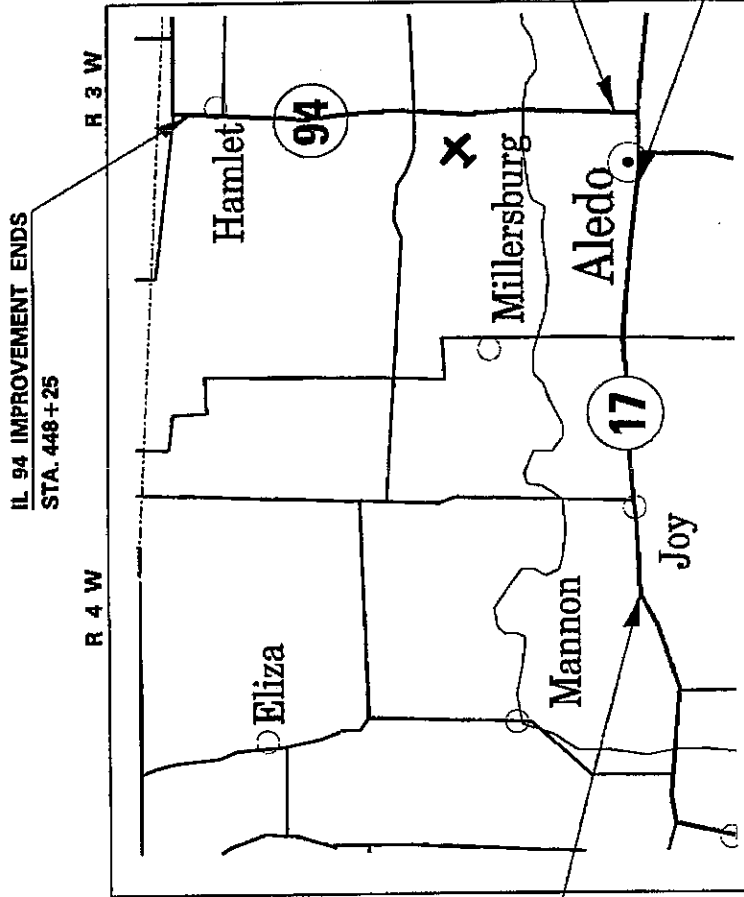 IL 94 IMPROVEMENT ENDS
STA. 448+25
R 4 W
R 3 W
Hamlet
94
Eliza
Millersburg
Mannon
Aledo
17
Joy